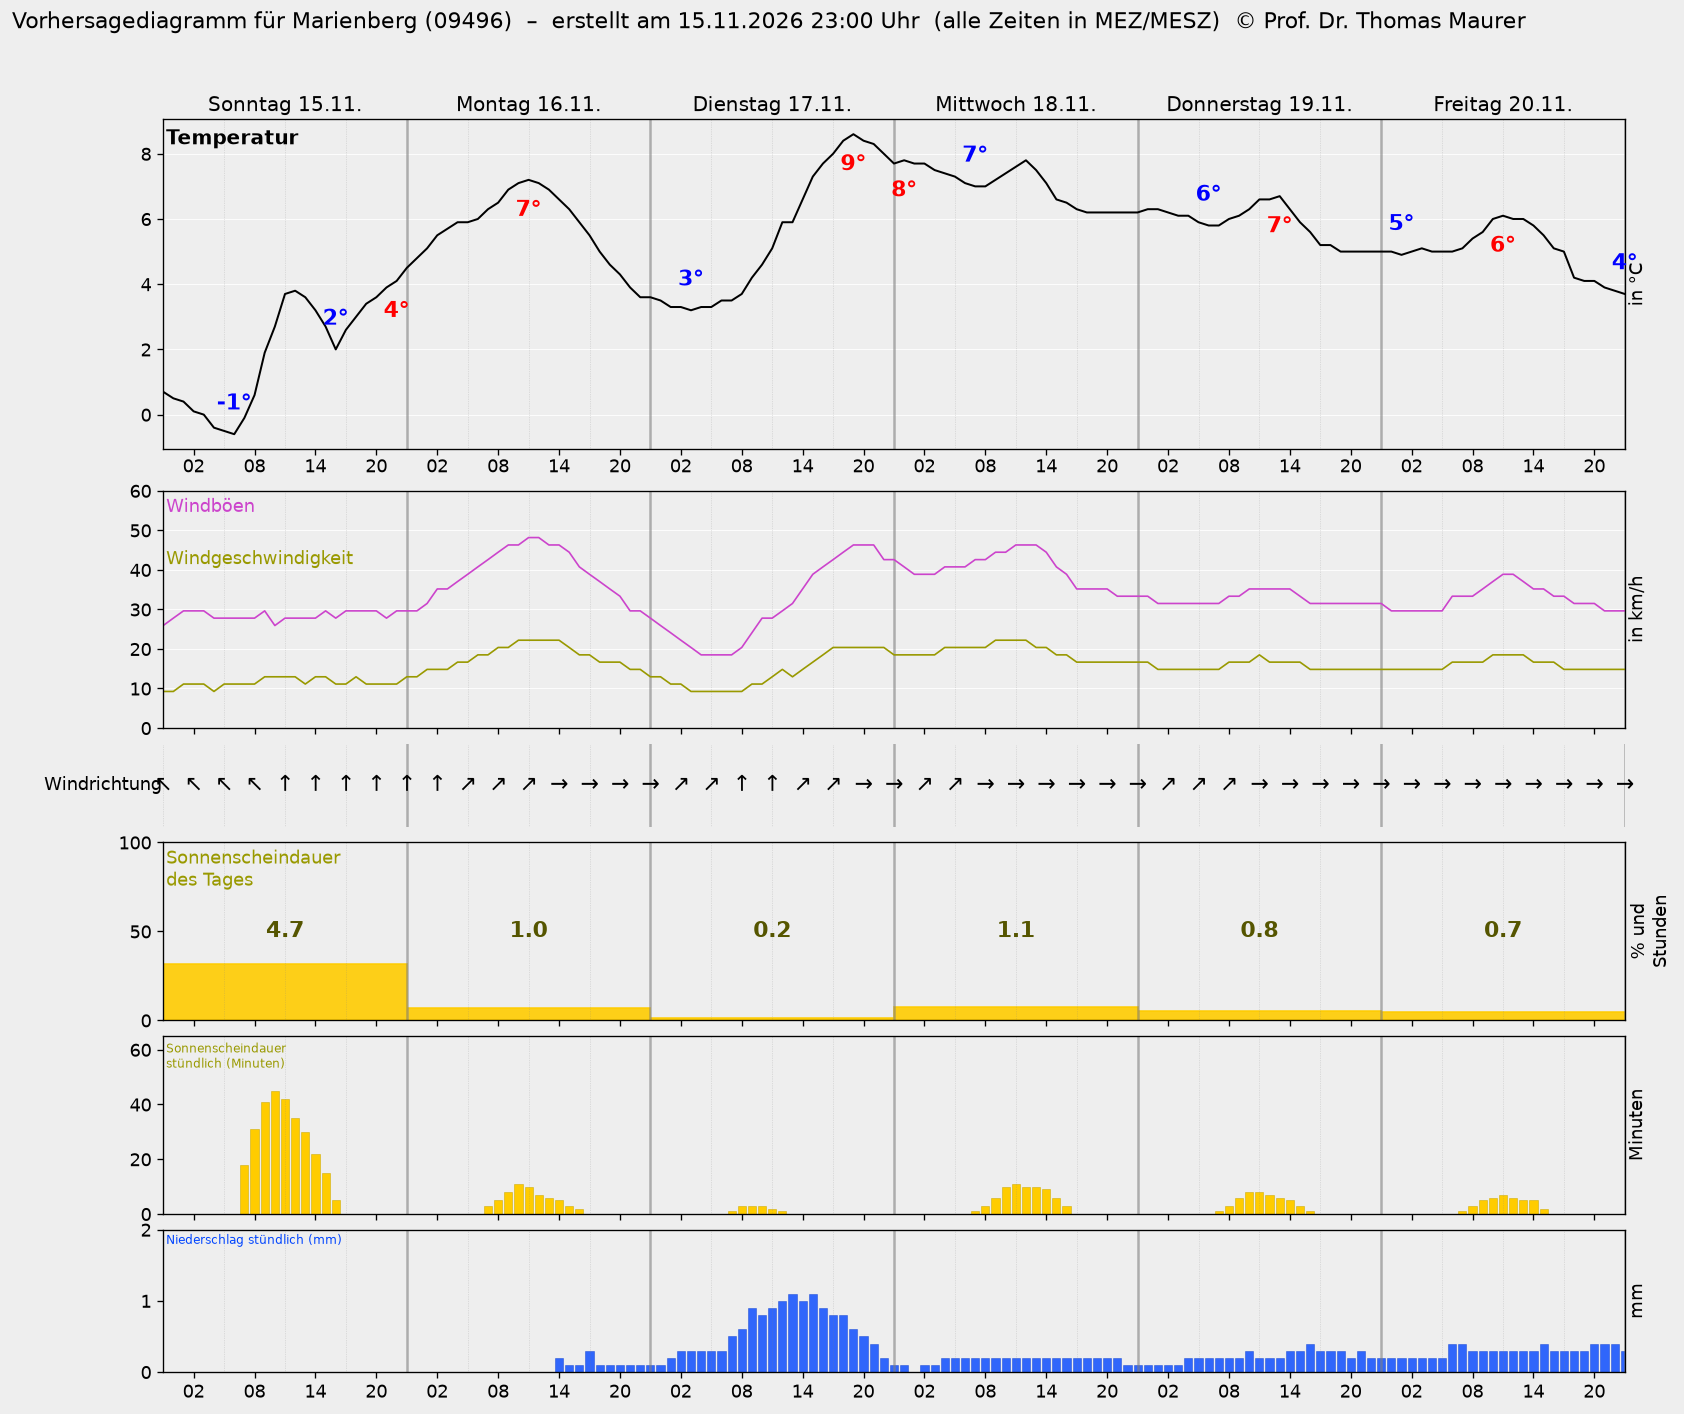 Vorhersagediagramm für Marienberg (09496)  –  erstellt am 15.11.2026 23:00 Uhr  (alle Zeiten in MEZ/MESZ)  © Prof. Dr. Thomas Maurer
Sonntag 15.11. Montag 16.11. Dienstag 17.11. Mittwoch 18.11. Donnerstag 19.11. Freitag 20.11.
Temperatur
8
6
4
2
0
-1° 2° 4° 7° 3° 9° 8° 7° 6° 7° 5° 6° 4°
in °C
02 08 14 20 02 08 14 20 02 08 14 20 02 08 14 20 02 08 14 20 02 08 14 20
60
Windböen
50
Windgeschwindigkeit
40
30
20
10
0
in km/h
Windrichtung
↖ ↖ ↖ ↖ ↑ ↑ ↑ ↑ ↑ ↑ ↗ ↗ ↗ → → → → ↗ ↗ ↑ ↑ ↗ ↗ → → ↗ ↗ → → → → → → ↗ ↗ ↗ → → → → → → → → → → → → →
100
Sonnenscheindauer
des Tages
50
4.7 1.0 0.2 1.1 0.8 0.7
0
% und
Stunden
60
Sonnenscheindauer
stündlich (Minuten)
40
20
0
Minuten
2
Niederschlag stündlich (mm)
1
0
mm
02 08 14 20 02 08 14 20 02 08 14 20 02 08 14 20 02 08 14 20 02 08 14 20